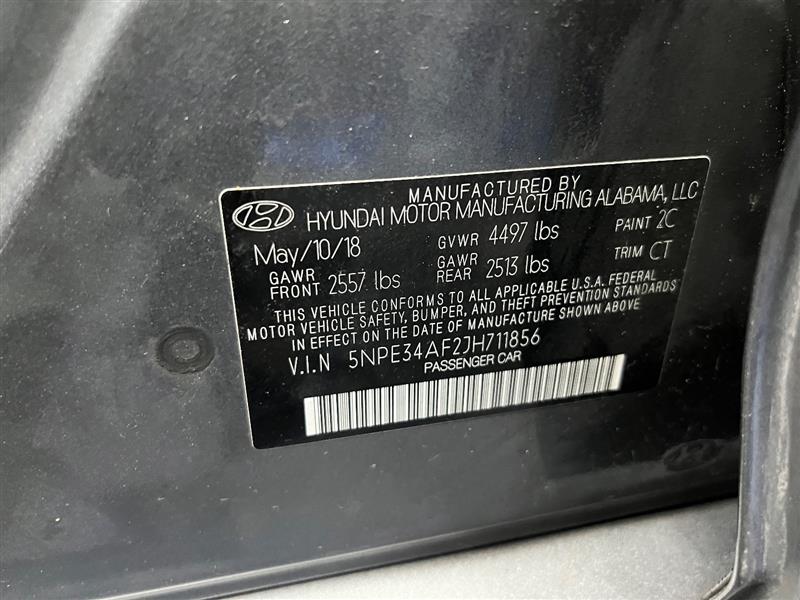 MANUFACTURED BY
HYUNDAI MOTOR MANUFACTURING ALABAMA, LLC
May/10/18 GVWR 4497 lbs PAINT 2C
GAWR FRONT 2557 lbs GAWR REAR 2513 lbs TRIM CT
THIS VEHICLE CONFORMS TO ALL APPLICABLE U.S.A. FEDERAL
MOTOR VEHICLE SAFETY, BUMPER, AND THEFT PREVENTION STANDARDS
IN EFFECT ON THE DATE OF MANUFACTURE SHOWN ABOVE.
V.I.N 5NPE34AF2JH711856
PASSENGER CAR